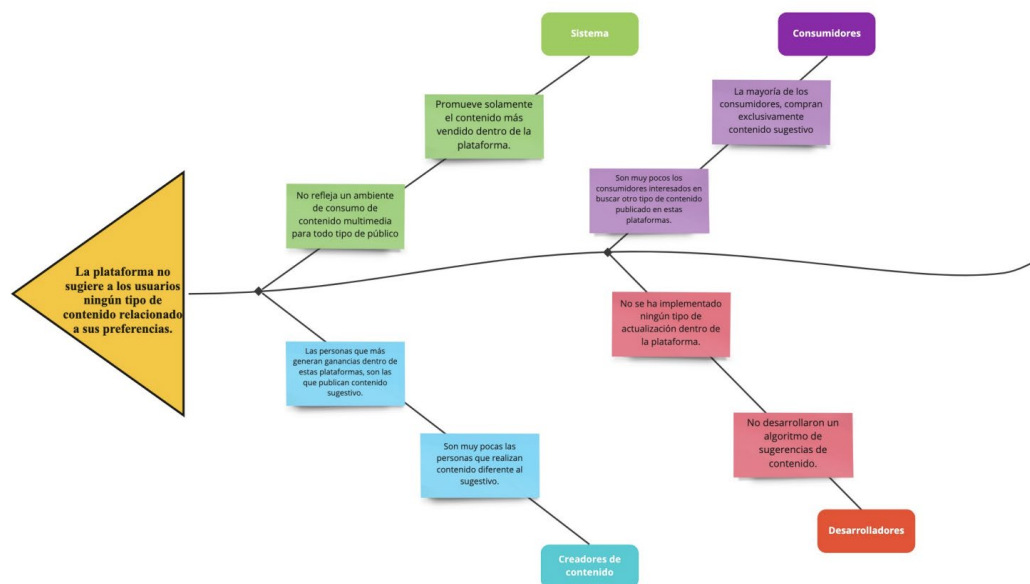 Sistema
Consumidores
Promueve solamente
el contenido más
vendido dentro de la
plataforma.
La mayoría de los
consumidores, compran
exclusivamente
contenido sugestivo
No refleja un ambiente
de consumo de
contenido multimedia
para todo tipo de público
Son muy pocos los
consumidores interesados en
buscar otro tipo de contenido
publicado en estas
plataformas.
La plataforma no
sugiere a los usuarios
ningún tipo de
contenido relacionado
a sus preferencias.
Las personas que más
generan ganancias dentro de
estas plataformas, son las
que publican contenido
sugestivo.
No se ha implementado
ningún tipo de
actualización dentro de
la plataforma.
Son muy pocas las
personas que realizan
contenido diferente al
sugestivo.
No desarrollaron un
algoritmo de
sugerencias de
contenido.
Creadores de
contenido
Desarrolladores